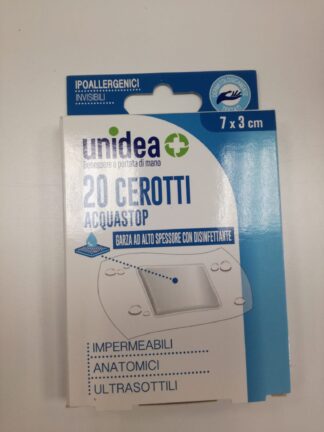 IPOALLERGENICI
INVISIBILI
7 x 3 cm
unidea
Benessere a portata di mano
20 CEROTTI
ACQUASTOP
GARZA AD ALTO SPESSORE CON DISINFETTANTE
IMPERMEABILI
ANATOMICI
ULTRASOTTILI